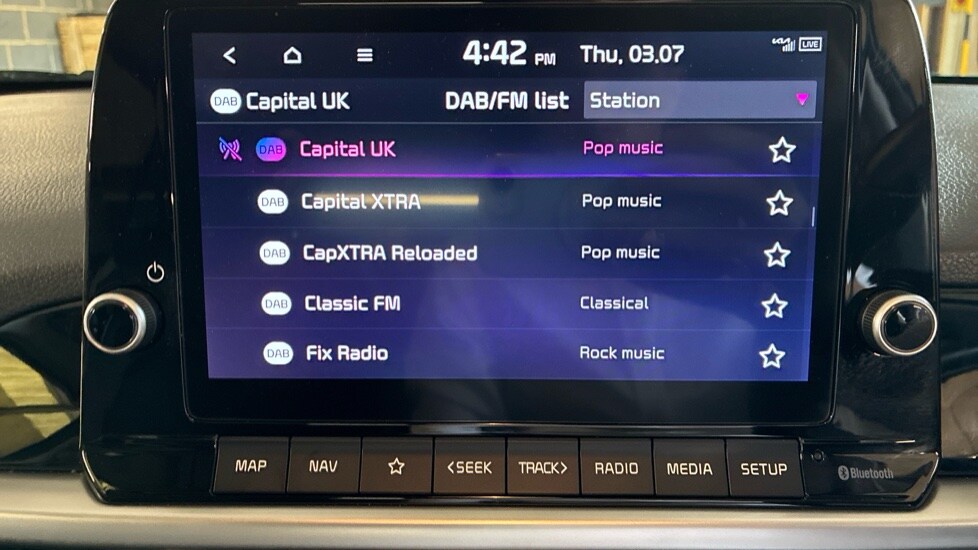 4:42 PM Thu, 03.07 KIA LIVE
DAB Capital UK DAB/FM list Station
DAB Capital UK Pop music
DAB Capital XTRA Pop music
DAB CapXTRA Reloaded Pop music
DAB Classic FM Classical
DAB Fix Radio Rock music
MAP NAV <SEEK TRACK> RADIO MEDIA SETUP Bluetooth